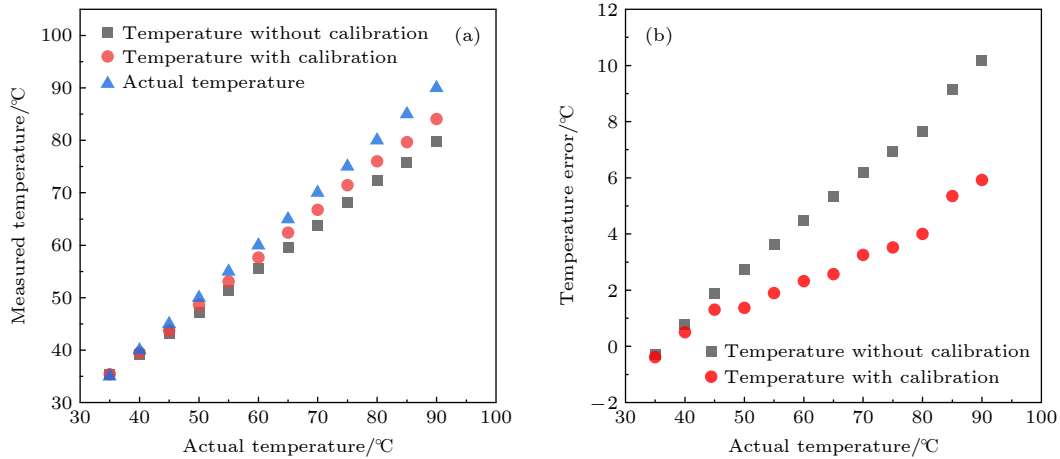 (a)
Temperature without calibration
Temperature with calibration
Actual temperature
Measured temperature/℃
100
90
80
70
60
50
40
30
30 40 50 60 70 80 90 100
Actual temperature/℃
(b)
Temperature error/℃
12
10
8
6
4
2
0
−2
Temperature without calibration
Temperature with calibration
30 40 50 60 70 80 90 100
Actual temperature/℃